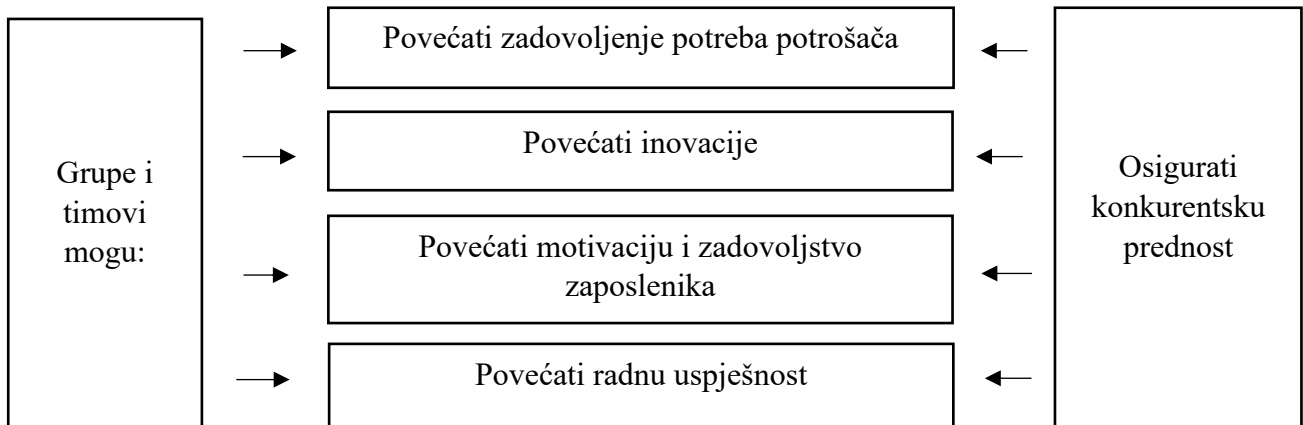 Grupe i
timovi
mogu:
Povećati zadovoljenje potreba potrošača
Povećati inovacije
Povećati motivaciju i zadovoljstvo
zaposlenika
Povećati radnu uspješnost
Osigurati
konkurentsku
prednost